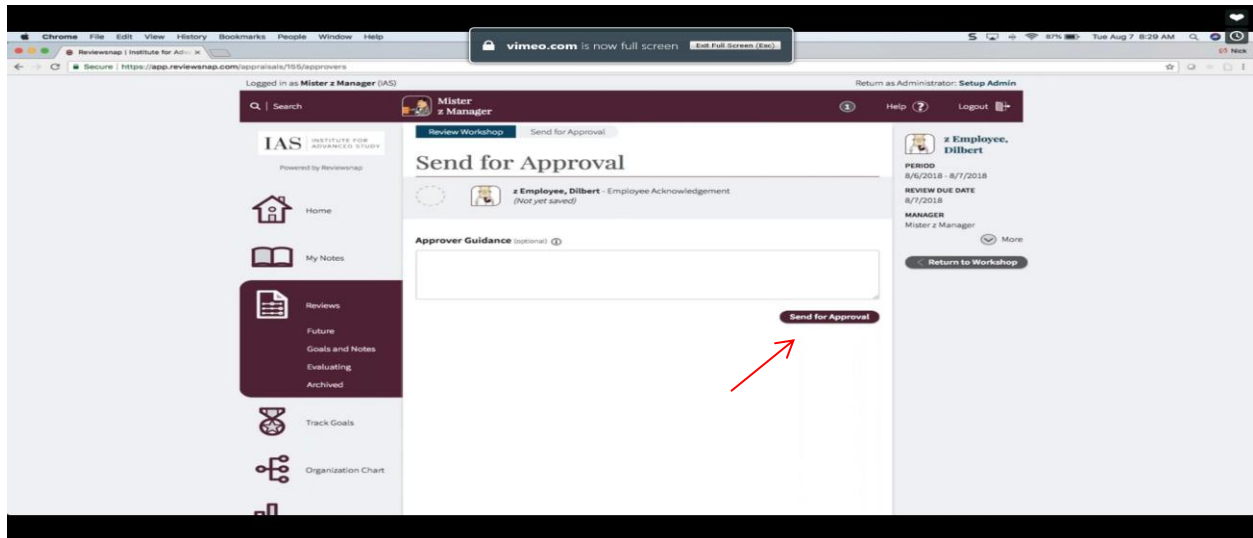 Chrome File Edit View History Bookmarks People Window Help
vimeo.com is now full screen Exit Full Screen (Esc)
87% Tue Aug 7 8:29 AM
Reviewsnap | Institute for Adv
Nick
Secure https://app.reviewsnap.com/appraisals/165/approvers
Logged in as Mister z Manager (IAS)
Return as Administrator: Setup Admin
Search
Mister
z Manager
1
Help ?
Logout
IAS INSTITUTE FOR
ADVANCED STUDY
Powered by Reviewsnap
Home
My Notes
Reviews
Future
Goals and Notes
Evaluating
Archived
Track Goals
Organization Chart
Review Workshop Send for Approval
Send for Approval
z Employee, Dilbert - Employee Acknowledgement
(Not yet saved)
Approver Guidance (optional)
Send for Approval
z Employee,
Dilbert
PERIOD
8/6/2018 - 8/7/2018
REVIEW DUE DATE
8/7/2018
MANAGER
Mister z Manager
More
Return to Workshop